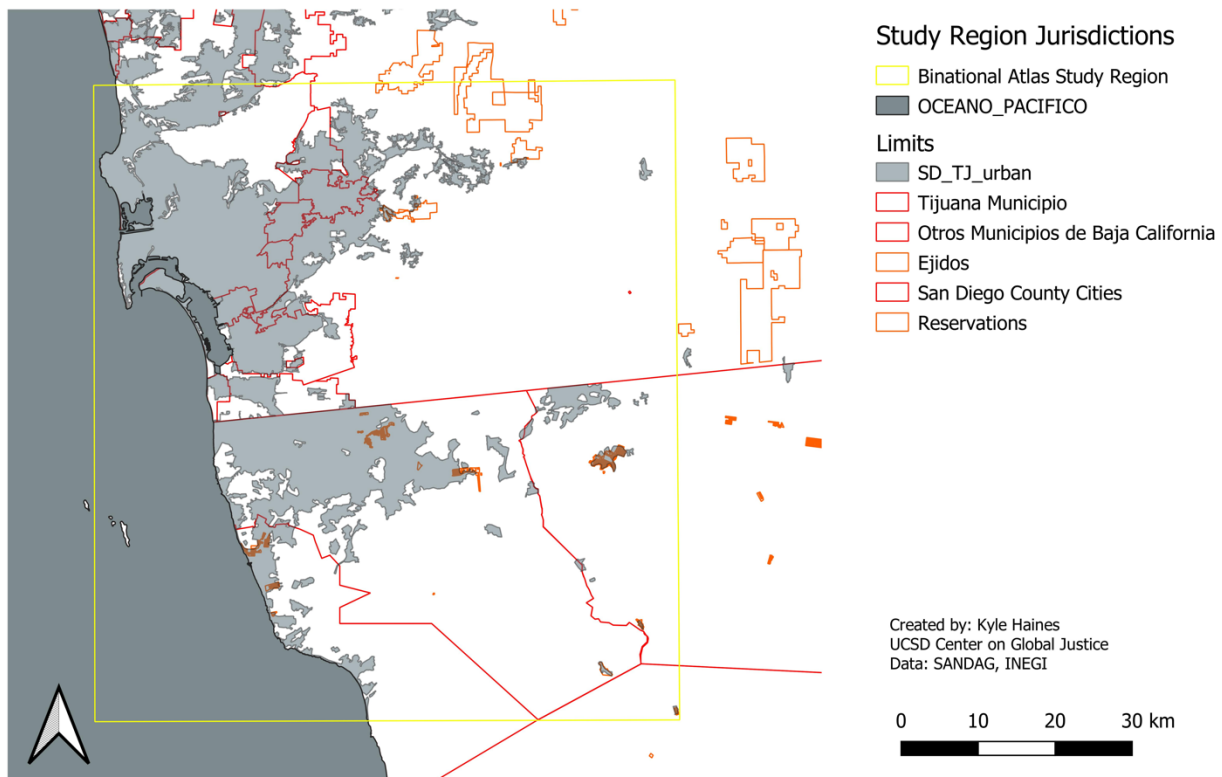 Study Region Jurisdictions
Binational Atlas Study Region
OCEANO_PACIFICO
Limits
SD_TJ_urban
Tijuana Municipio
Otros Municipios de Baja California
Ejidos
San Diego County Cities
Reservations
Created by: Kyle Haines
UCSD Center on Global Justice
Data: SANDAG, INEGI
0 10 20 30 km